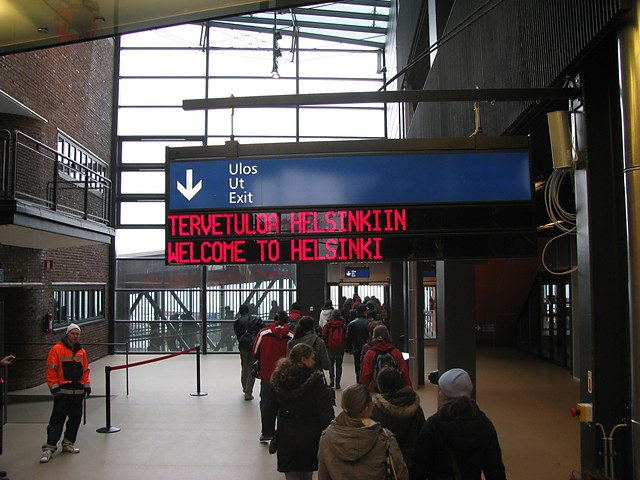 Ulos
Ut
Exit
TERVETULOA HELSINKIIN
WELCOME TO HELSINKI